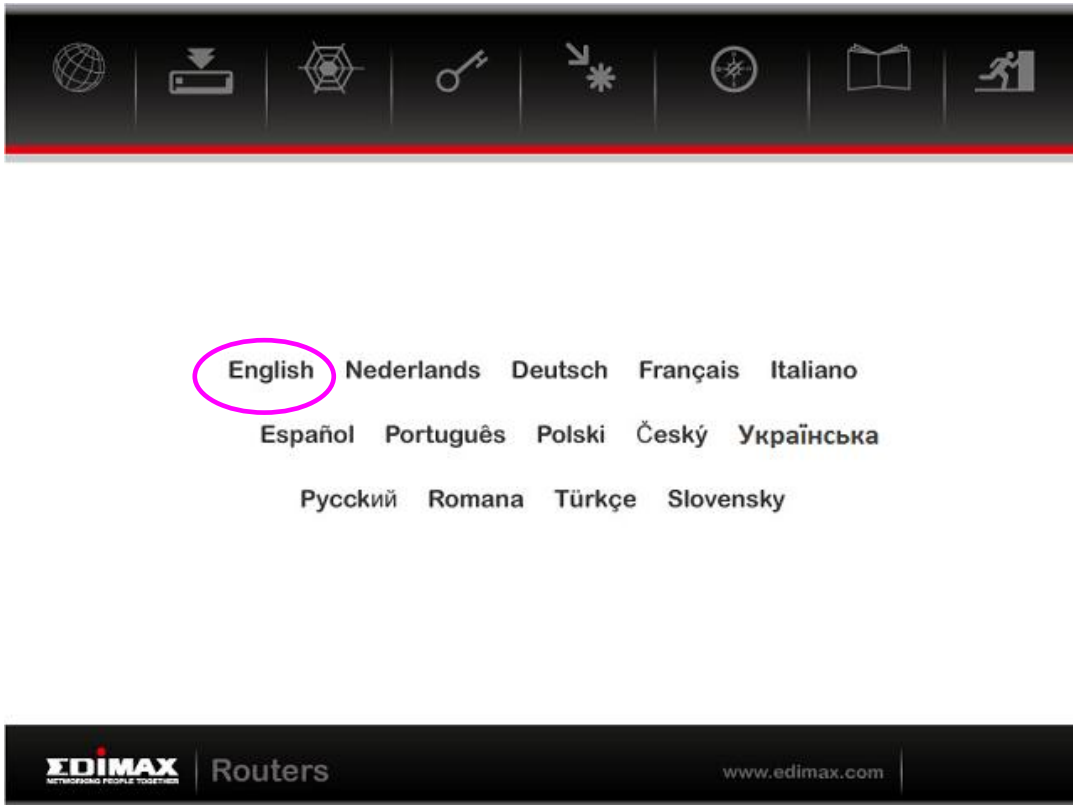 English Nederlands Deutsch Français Italiano
Español Português Polski Český Українська
Русский Romana Türkçe Slovensky
EDIMAX Routers www.edimax.com
NETWORKING PEOPLE TOGETHER